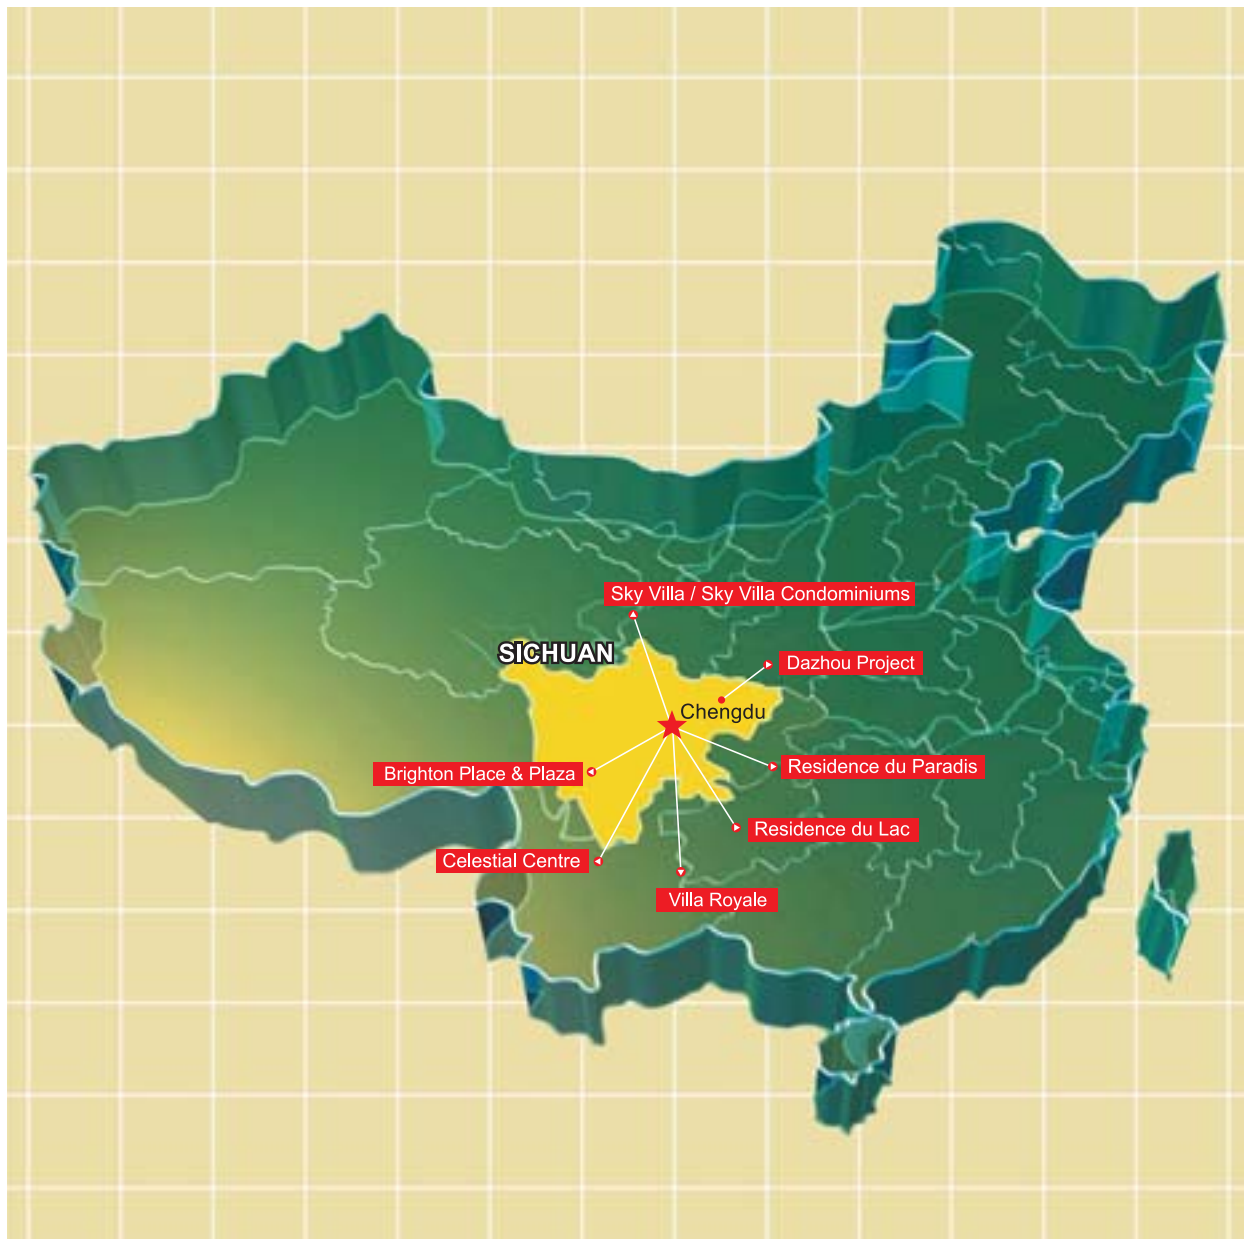 Sky Villa / Sky Villa Condominiums
SICHUAN
Dazhou Project
Chengdu
Brighton Place & Plaza
Residence du Paradis
Residence du Lac
Celestial Centre
Villa Royale